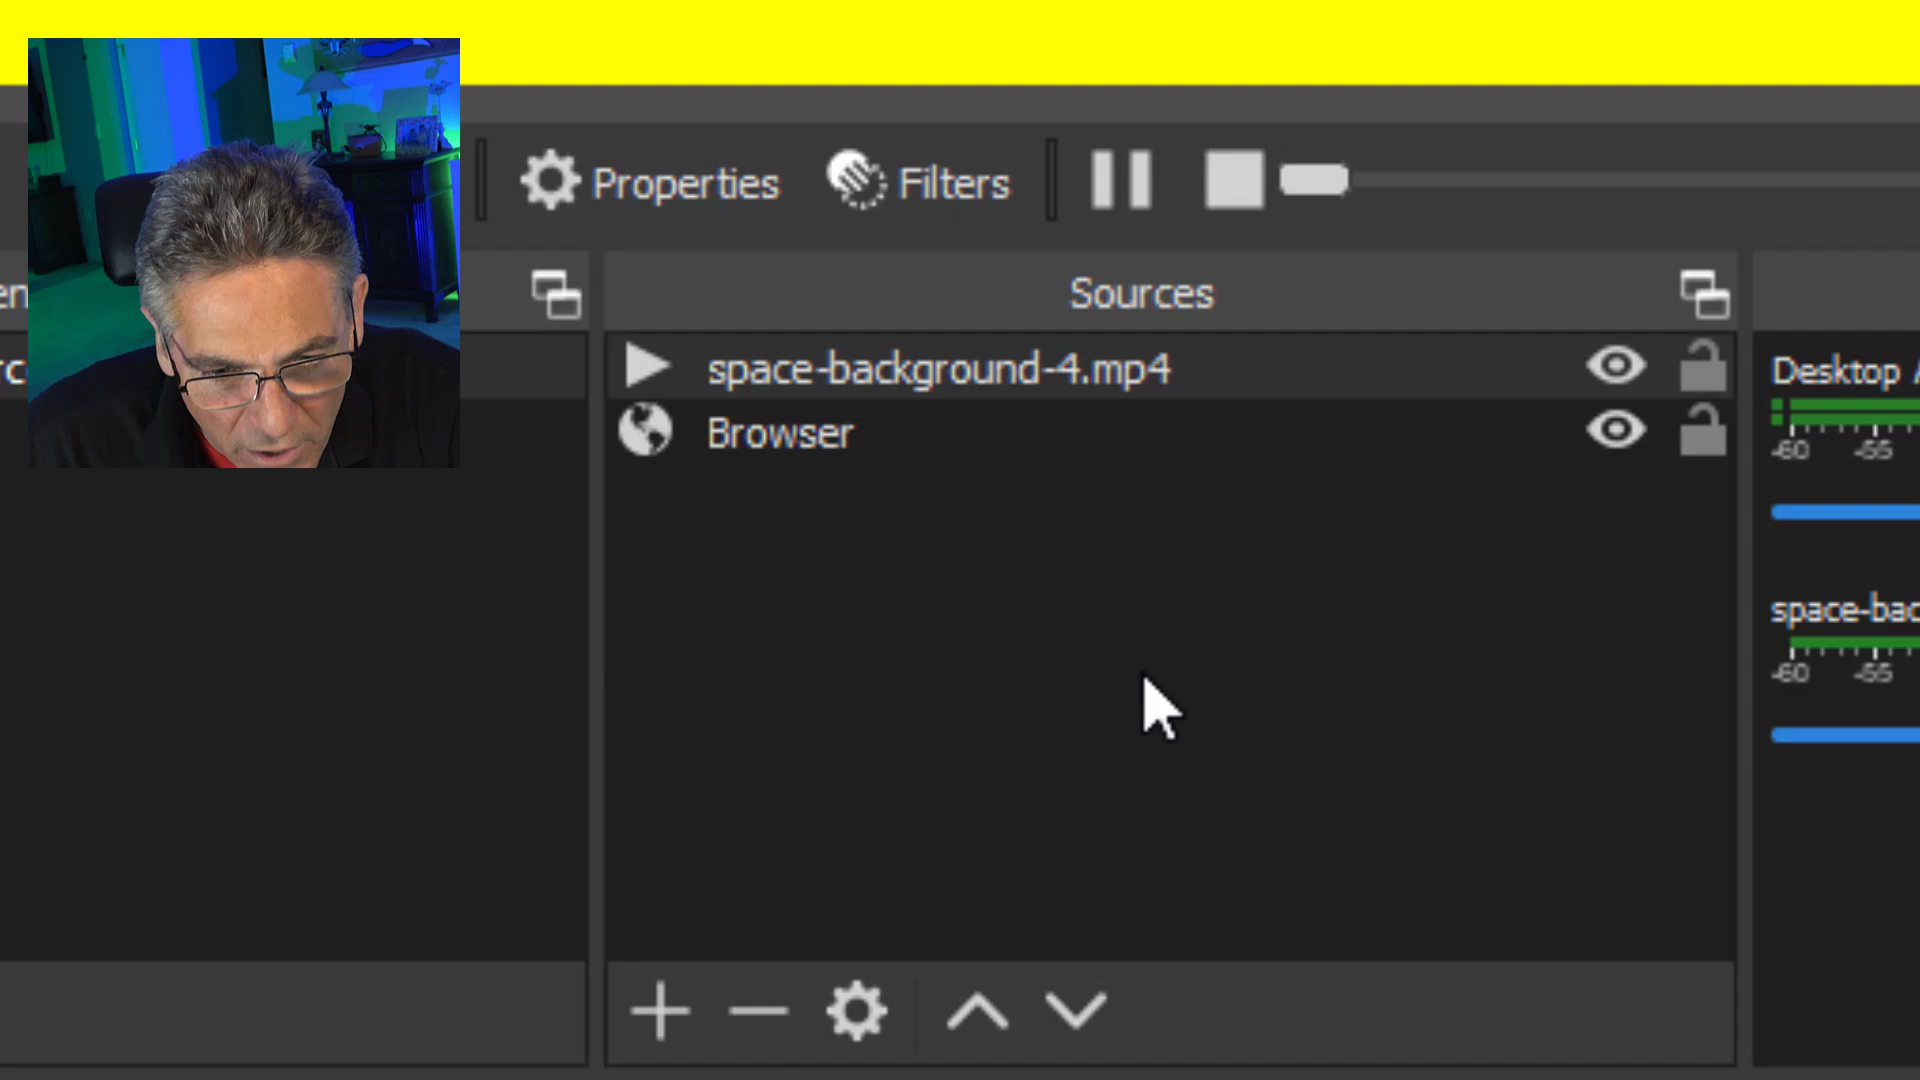 Properties
Filters
Sources
space-background-4.mp4
Browser
Desktop
-60
-55
space-bac
-60
-55